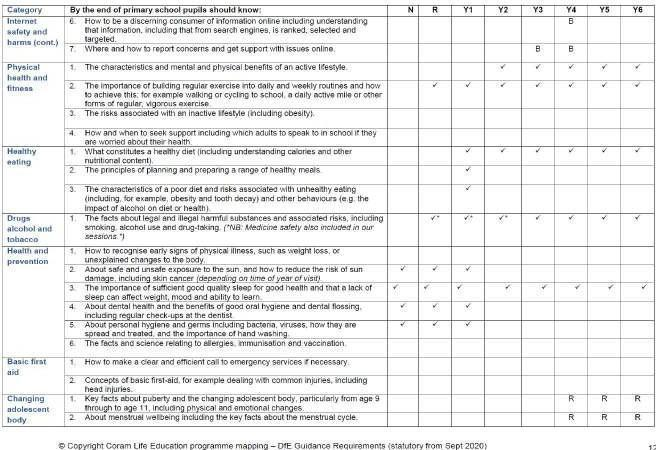 Category By the end of primary school pupils should know: N R Y1 Y2 Y3 Y4 Y5 Y6
Internet safety and harms (cont.)
6. How to be a discerning consumer of information online including understanding B
that information, including that from search engines, is ranked, selected and
targeted.
7. Where and how to report concerns and get support with issues online. B B
Physical health and fitness
1. The characteristics and mental and physical benefits of an active lifestyle. ✓ ✓ ✓ ✓ ✓
2. The importance of building regular exercise into daily and weekly routines and how ✓ ✓ ✓ ✓ ✓ ✓ ✓
to achieve this; for example walking or cycling to school, a daily active mile or other
forms of regular, vigorous exercise.
3. The risks associated with an inactive lifestyle (including obesity).
4. How and when to seek support including which adults to speak to in school if they
are worried about their health.
Healthy eating
1. What constitutes a healthy diet (including understanding calories and other ✓ ✓ ✓ ✓ ✓ ✓
nutritional content).
2. The principles of planning and preparing a range of healthy meals. ✓
3. The characteristics of a poor diet and risks associated with unhealthy eating ✓
(including, for example, obesity and tooth decay) and other behaviours (e.g. the
impact of alcohol on diet or health).
Drugs alcohol and tobacco
1. The facts about legal and illegal harmful substances and associated risks, including ✓* ✓* ✓* ✓ ✓ ✓ ✓
smoking, alcohol use and drug-taking. (*NB: Medicine safety also included in our
sessions.*)
Health and prevention
1. How to recognise early signs of physical illness, such as weight loss, or
unexplained changes to the body.
2. About safe and unsafe exposure to the sun, and how to reduce the risk of sun ✓ ✓ ✓
damage, including skin cancer (depending on time of year of visit).
3. The importance of sufficient good quality sleep for good health and that a lack of ✓ ✓ ✓ ✓ ✓ ✓ ✓ ✓
sleep can affect weight, mood and ability to learn.
4. About dental health and the benefits of good oral hygiene and dental flossing, ✓ ✓ ✓
including regular check-ups at the dentist.
5. About personal hygiene and germs including bacteria, viruses, how they are ✓ ✓ ✓
spread and treated, and the importance of hand washing.
6. The facts and science relating to allergies, immunisation and vaccination.
Basic first aid
1. How to make a clear and efficient call to emergency services if necessary.
2. Concepts of basic first-aid, for example dealing with common injuries, including
head injuries.
Changing adolescent body
1. Key facts about puberty and the changing adolescent body, particularly from age 9 R R R
through to age 11, including physical and emotional changes.
2. About menstrual wellbeing including the key facts about the menstrual cycle. R R R
© Copyright Coram Life Education programme mapping – DfE Guidance Requirements (statutory from Sept 2020)